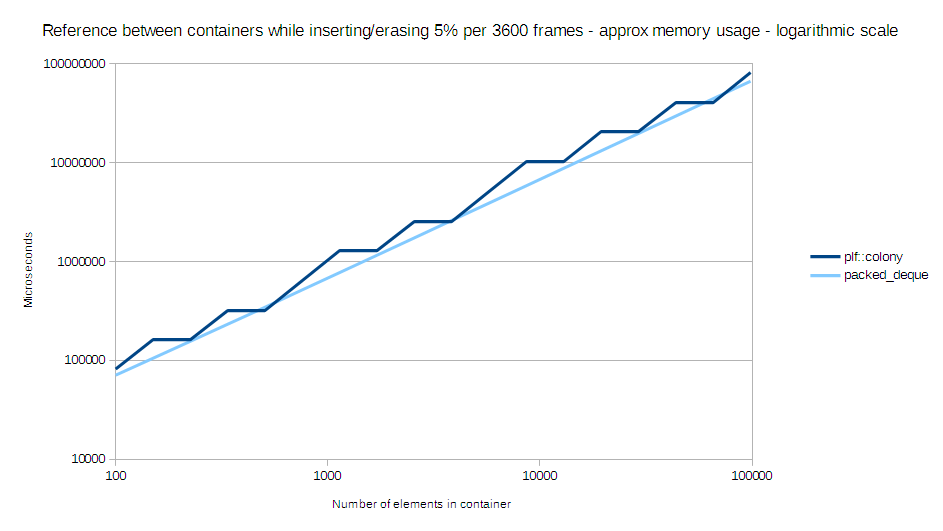 Reference between containers while inserting/erasing 5% per 3600 frames - approx memory usage - logarithmic scale
100000000
10000000
1000000
100000
10000
Microseconds
100
1000
10000
100000
Number of elements in container
plf::colony
packed_deque